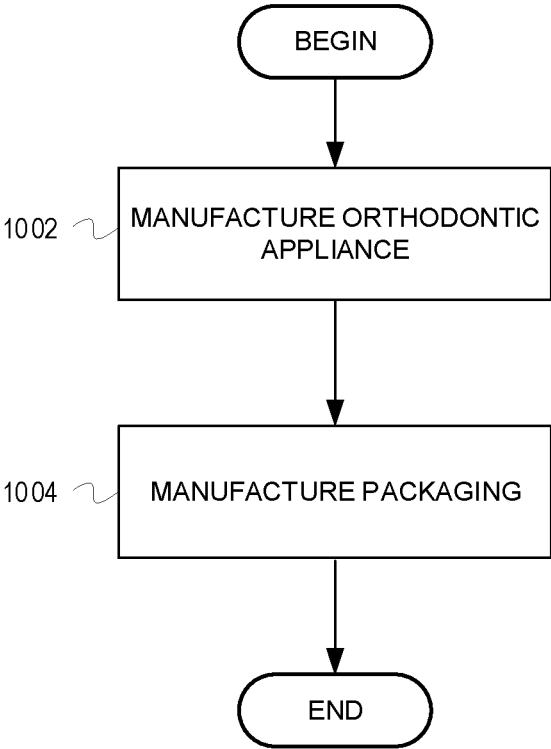 BEGIN
1002
MANUFACTURE ORTHODONTIC
APPLIANCE
1004
MANUFACTURE PACKAGING
END